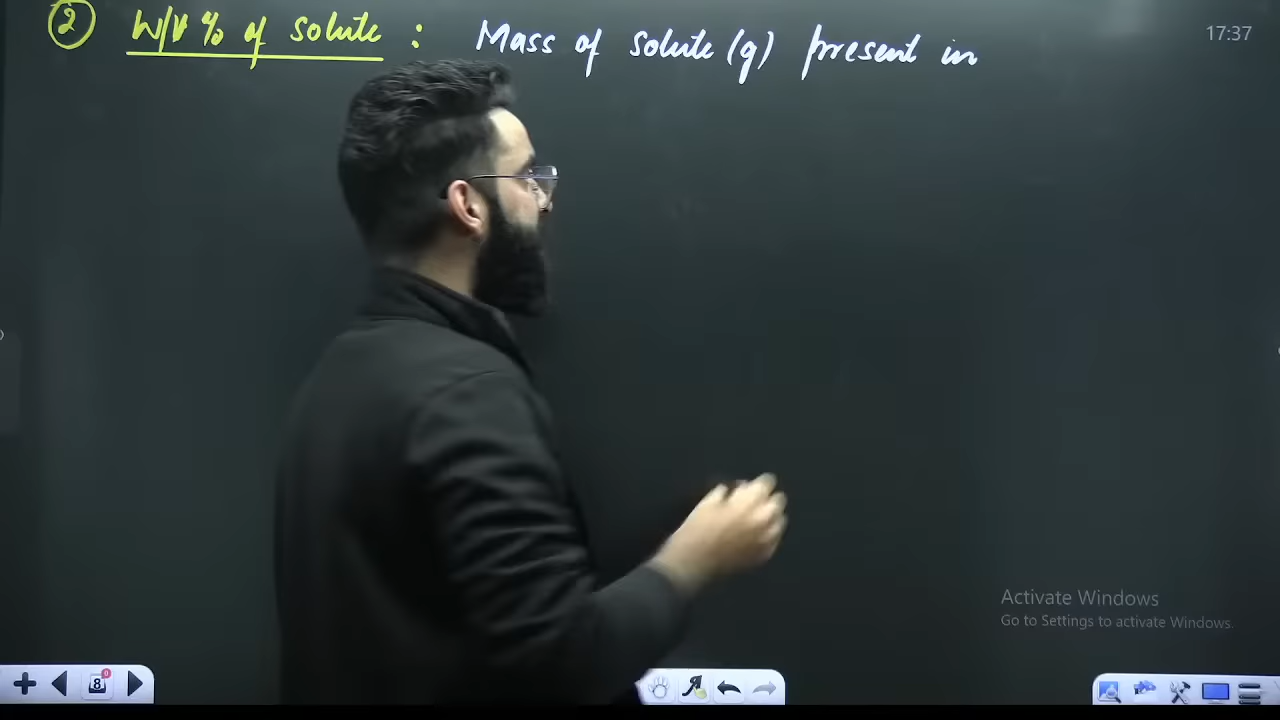 ② W/V % of solute : Mass of solute (g) present in
17:37
Activate Windows
Go to Settings to activate Windows.
8